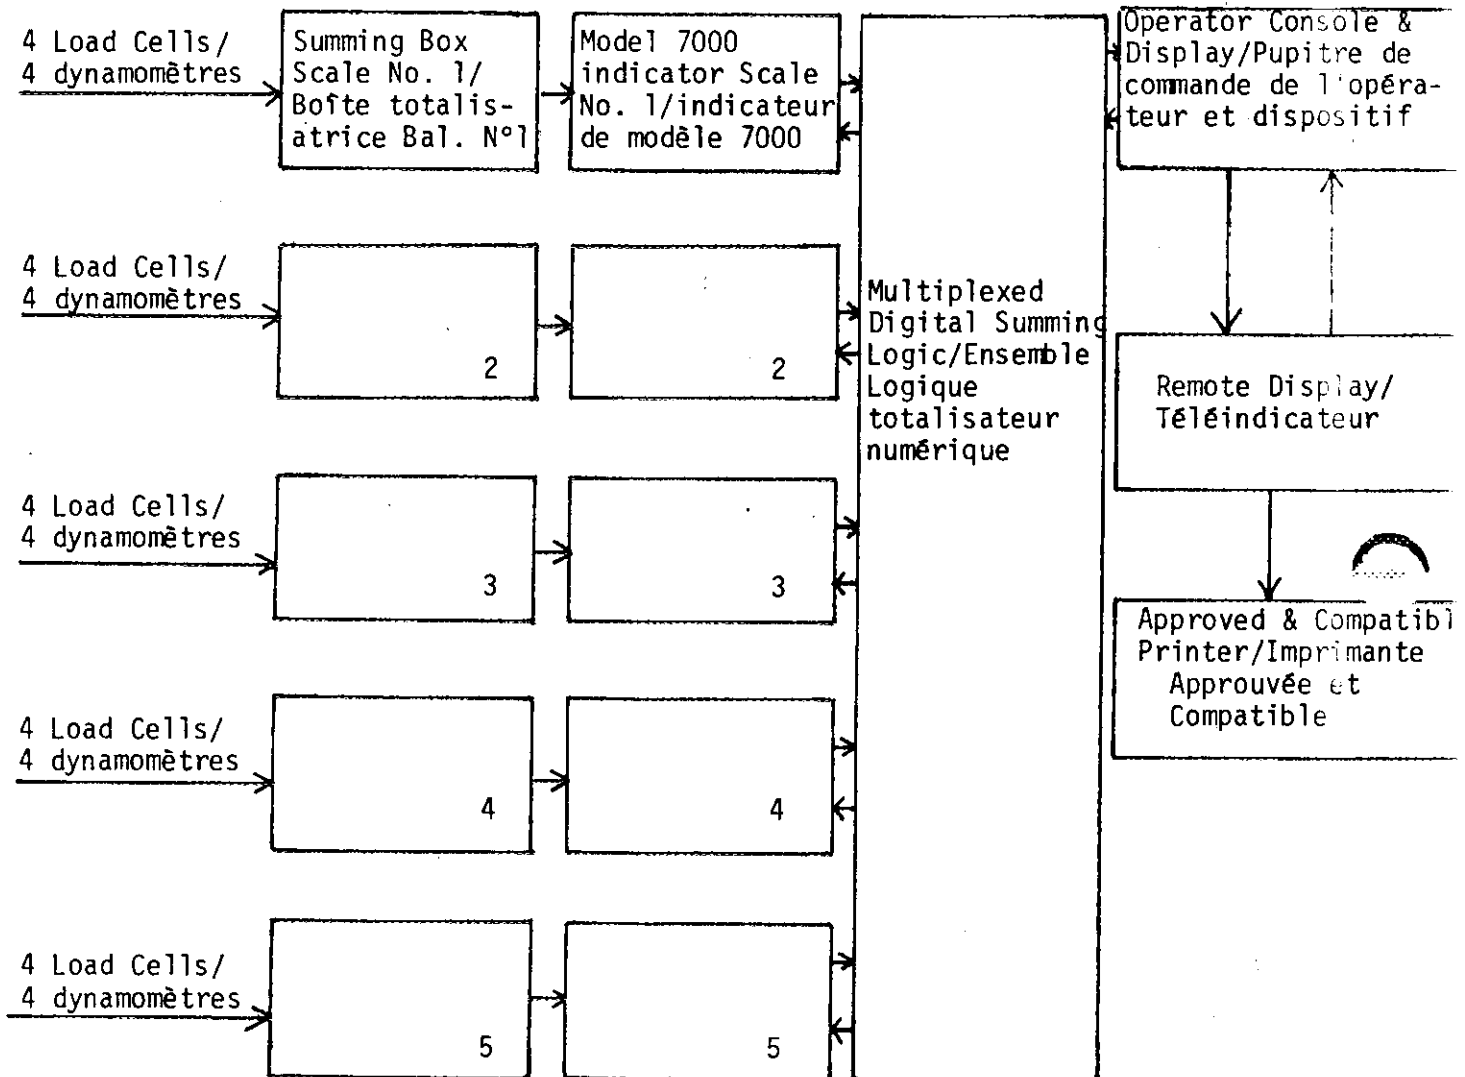 4 Load Cells/
4 dynamomètres
Summing Box
Scale No. 1/
Boîte totalis-
atrice Bal. N°1
Model 7000
indicator Scale
No. 1/indicateur
de modèle 7000
Operator Console &
Display/Pupitre de
commande de l'opéra-
teur et dispositif
4 Load Cells/
4 dynamomètres
2
2
Multiplexed
Digital Summing
Logic/Ensemble
Logique
totalisateur
numérique
Remote Display/
Téléindicateur
4 Load Cells/
4 dynamomètres
3
3
Approved & Compatibl
Printer/Imprimante
Approuvée et
Compatible
4 Load Cells/
4 dynamomètres
4
4
4 Load Cells/
4 dynamomètres
5
5